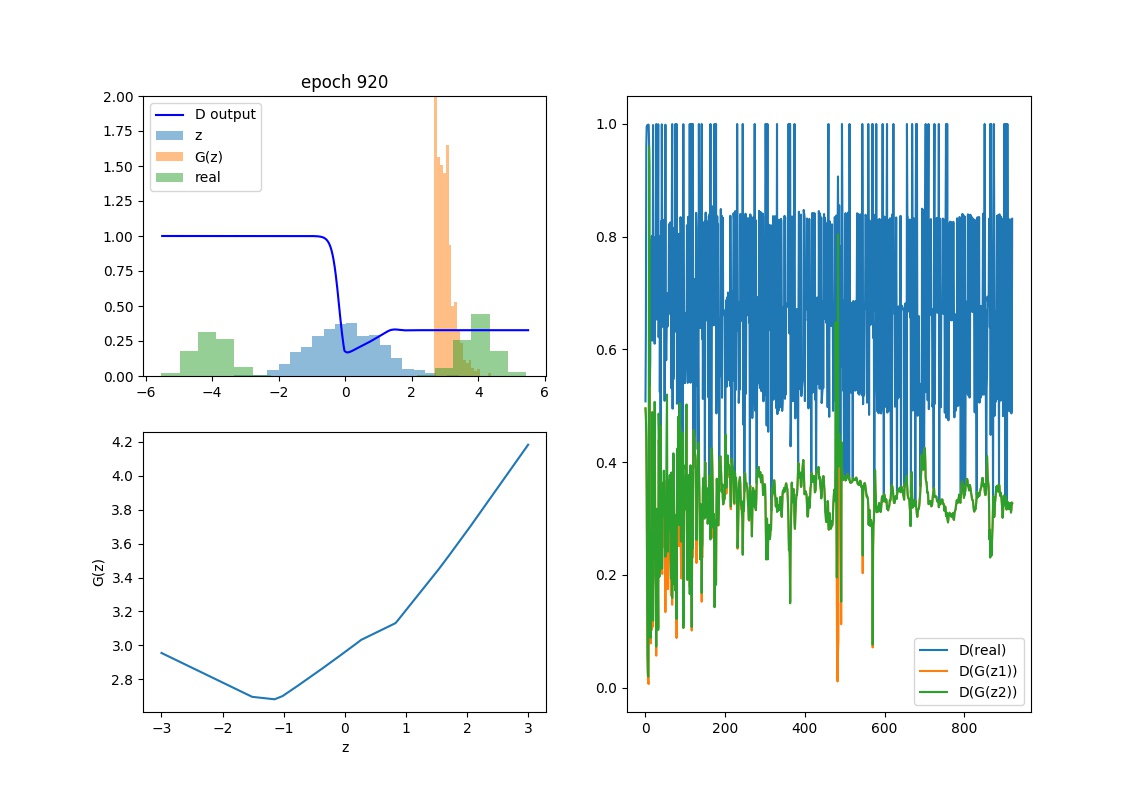 epoch 920
2.00
1.75
1.50
1.25
1.00
0.75
0.50
0.25
0.00
D output
z
G(z)
real
−6 −4 −2 0 2 4 6
4.2
4.0
3.8
3.6
3.4
3.2
3.0
2.8
G(z)
−3 −2 −1 0 1 2 3
z
1.0
0.8
0.6
0.4
0.2
0.0
D(real)
D(G(z1))
D(G(z2))
0 200 400 600 800